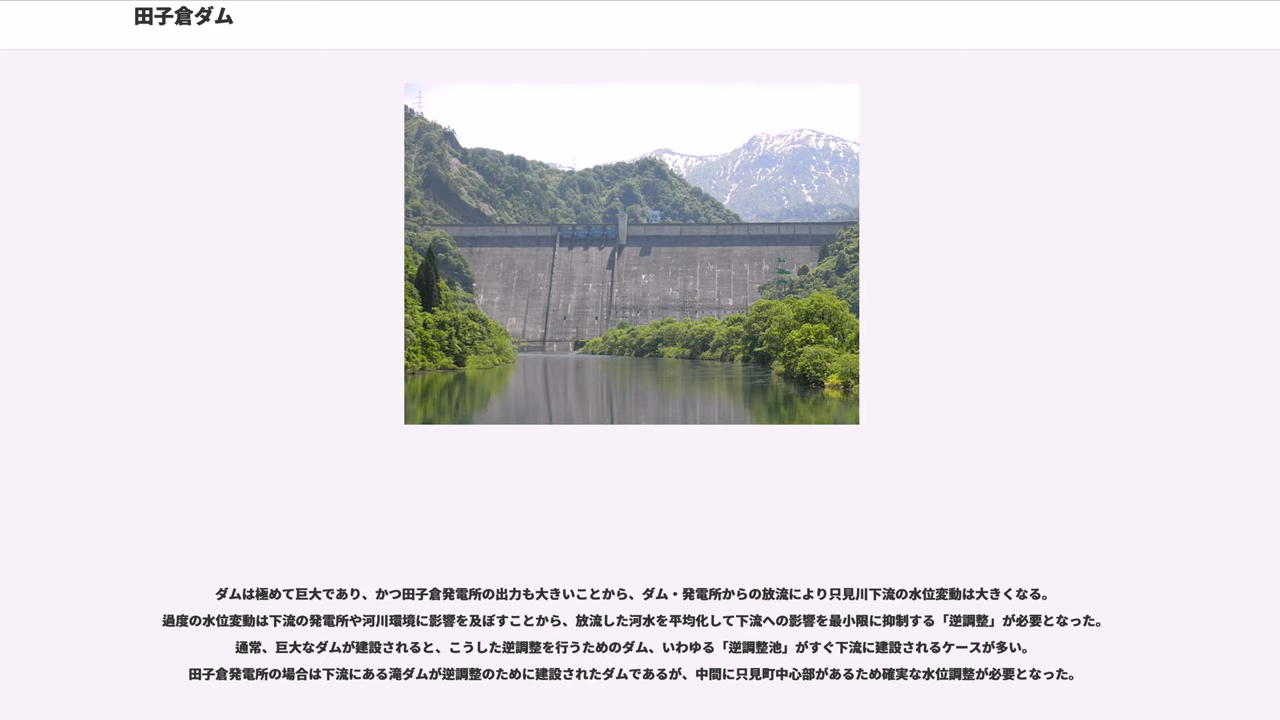 田子倉ダム
ダムは極めて巨大であり、かつ田子倉発電所の出力も大きいことから、ダム・発電所からの放流により只見川下流の水位変動は大きくなる。
過度の水位変動は下流の発電所や河川環境に影響を及ぼすことから、放流した河水を平均化して下流への影響を最小限に抑制する「逆調整」が必要となった。
通常、巨大なダムが建設されると、こうした逆調整を行うためのダム、いわゆる「逆調整池」がすぐ下流に建設されるケースが多い。
田子倉発電所の場合は下流にある滝ダムが逆調整のために建設されたダムであるが、中間に只見町中心部があるため確実な水位調整が必要となった。